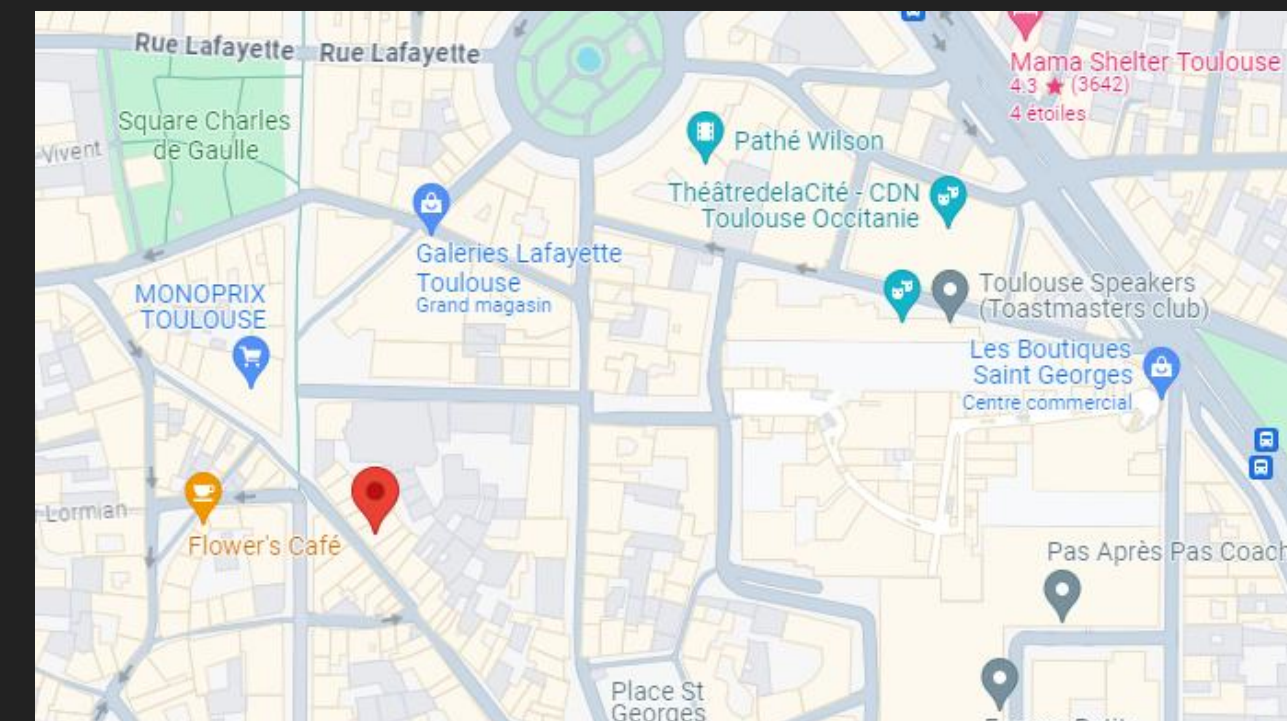 Rue Lafayette
Rue Lafayette
Mama Shelter Toulouse
4.3 ★ (3642)
4 étoiles
Square Charles
de Gaulle
Vivent
Pathé Wilson
ThéâtredelaCité - CDN
Toulouse Occitanie
Galeries Lafayette
Toulouse
Grand magasin
MONOPRIX
TOULOUSE
Toulouse Speakers
(Toastmasters club)
Les Boutiques
Saint Georges
Centre commercial
Lormian
Flower's Café
Pas Après Pas Coach
Place St
Georges